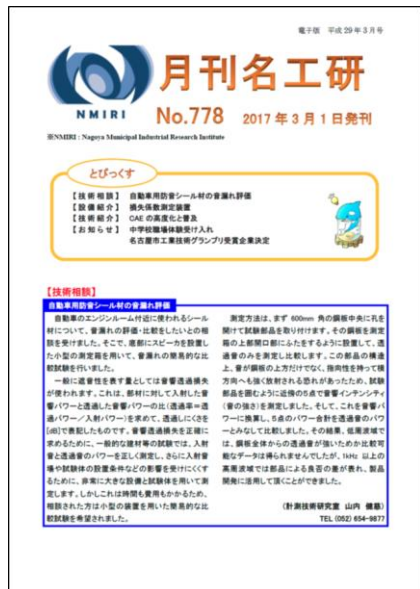 電子版 平成29年3月号
月刊名工研
NMIRI
No.778 2017年3月1日発刊
※NMIRI : Nagoya Municipal Industrial Research Institute
とぴっくす
【技術相談】 自動車用防音シール材の音漏れ評価
【設備紹介】 損失係数測定装置
【技術紹介】 CAEの高度化と普及
【お知らせ】 中学校職場体験受け入れ
名古屋市工業技術グランプリ受賞企業決定
【技術相談】
自動車用防音シール材の音漏れ評価
自動車のエンジンルーム付近に使われるシール
材について、音漏れの評価・比較をしたいとの相
談を受けました。そこで、底部にスピーカを設置し
た小型の測定箱を用いて、音漏れの簡易的な比
較試験を行いました。
一般に遮音性を表す量としては音響透過損失
が使われます。これは、部材に対して入射した音
響パワーと透過した音響パワーの比(透過率=透
過パワー/入射パワー)を求めて、透過しにくさを
[dB]で表記したものです。音響透過損失を正確に
求めるために、一般的な建材等の試験では、入射
音と透過音のパワーを正しく測定し、さらに入射音
場や試験体の設置条件などの影響を受けにくくす
るために、非常に大きな設備と試験体を用いて測
定します。しかしこれは時間も費用もかかるため、
相談された方は小型の装置を用いた簡易的な比
較試験を希望されました。
測定方法は、まず 600mm 角の鋼板中央に孔を
開けて試験部品を取り付けます。その鋼板を測定
箱の上部開口部にふたをするように設置して、透
過音のみを測定し比較します。この部品の構造
上、音が鋼板の上方だけでなく、指向性を持って横
方向へも強く放射される恐れがあったため、試験
部品を囲むように近傍の5点で音響インテンシティ
(音の強さ)を測定しました。そして、これを音響パワ
ーに換算し、5点のパワー合計を透過音のパワ
ーとみなして比較しました。その結果、低周波域で
は、鋼板全体からの透過音が強いためか比較可
能なデータは得られませんでしたが、1kHz 以上の
高周波域では部品による良否の差が表れ、製品
開発に活用して頂くことができました。
(計測技術研究室 山内 健慈)
TEL (052) 654-9877